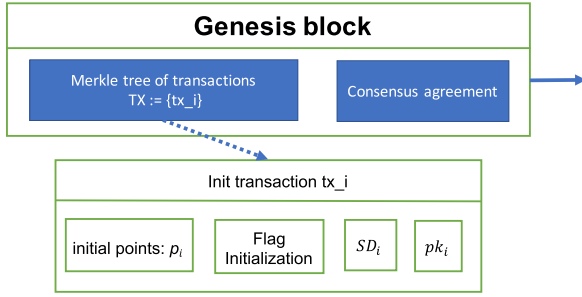 Genesis block
Merkle tree of transactions
TX := {tx_i}
Consensus agreement
Init transaction tx_i
initial points: pᵢ
Flag
Initialization
SDᵢ
pkᵢ